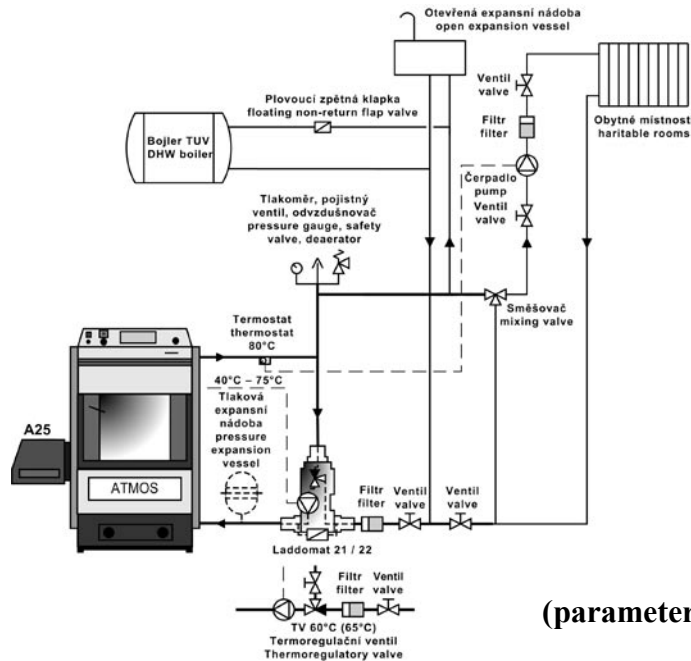 Otevřená expansní nádoba
open expansion vessel
Ventil
valve
Plovoucí zpětná klapka
floating non-return flap valve
Filtr
filter
Obytné místnost
haritable rooms
Bojler TUV
DHW boiler
Čerpadlo
pump
Ventil
valve
Tlakoměr, pojistný
ventil, odvzdušnovač
pressure gauge, safety
valve, deaerator
Směšovač
mixing valve
Termostat
thermostat
80°C
40°C – 75°C
Tlaková
expansní
nádoba
pressure
expansion
vessel
A25
ATMOS
Filtr
filter
Ventil
valve
Ventil
valve
Laddomat 21 / 22
Filtr
filter
Ventil
valve
TV 60°C (65°C)
Termoregulační ventil
Thermoregulatory valve
(parameter